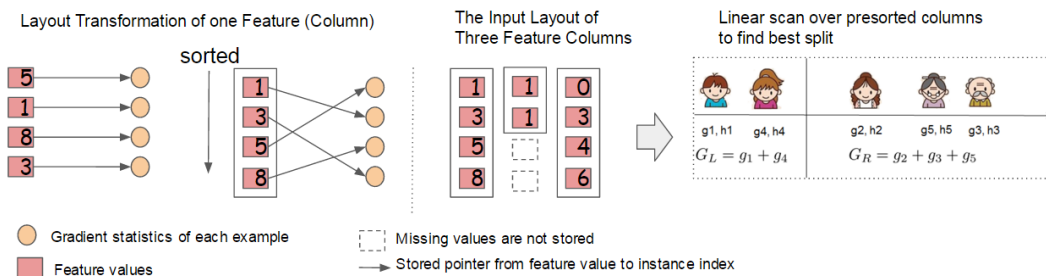 Layout Transformation of one Feature (Column)
The Input Layout of
Three Feature Columns
Linear scan over presorted columns
to find best split
sorted
5
1
8
3
1
3
5
8
1
3
5
8
1
1
0
3
4
6
g1, h1
g4, h4
g2, h2
g5, h5
g3, h3
G_L = g_1 + g_4
G_R = g_2 + g_3 + g_5
Gradient statistics of each example
Feature values
Missing values are not stored
Stored pointer from feature value to instance index